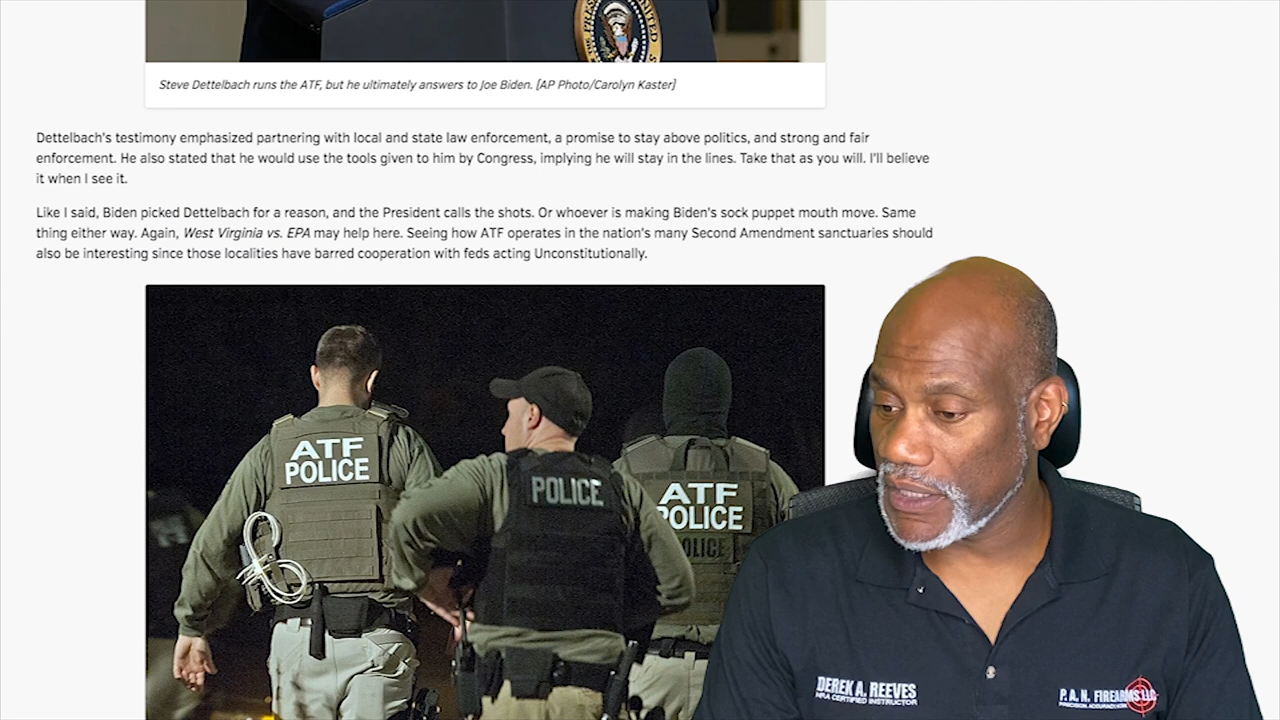 Steve Dettelbach runs the ATF, but he ultimately answers to Joe Biden. [AP Photo/Carolyn Kaster]
Dettelbach's testimony emphasized partnering with local and state law enforcement, a promise to stay above politics, and strong and fair
enforcement. He also stated that he would use the tools given to him by Congress, implying he will stay in the lines. Take that as you will. I'll believe
it when I see it.
Like I said, Biden picked Dettelbach for a reason, and the President calls the shots. Or whoever is making Biden's sock puppet mouth move. Same
thing either way. Again, West Virginia vs. EPA may help here. Seeing how ATF operates in the nation's many Second Amendment sanctuaries should
also be interesting since those localities have barred cooperation with feds acting Unconstitutionally.
ATF
POLICE
POLICE
ATF
POLICE
POLICE
DEREK A. REEVES
NRA CERTIFIED INSTRUCTOR
P. A. N. FIREARMS LLC